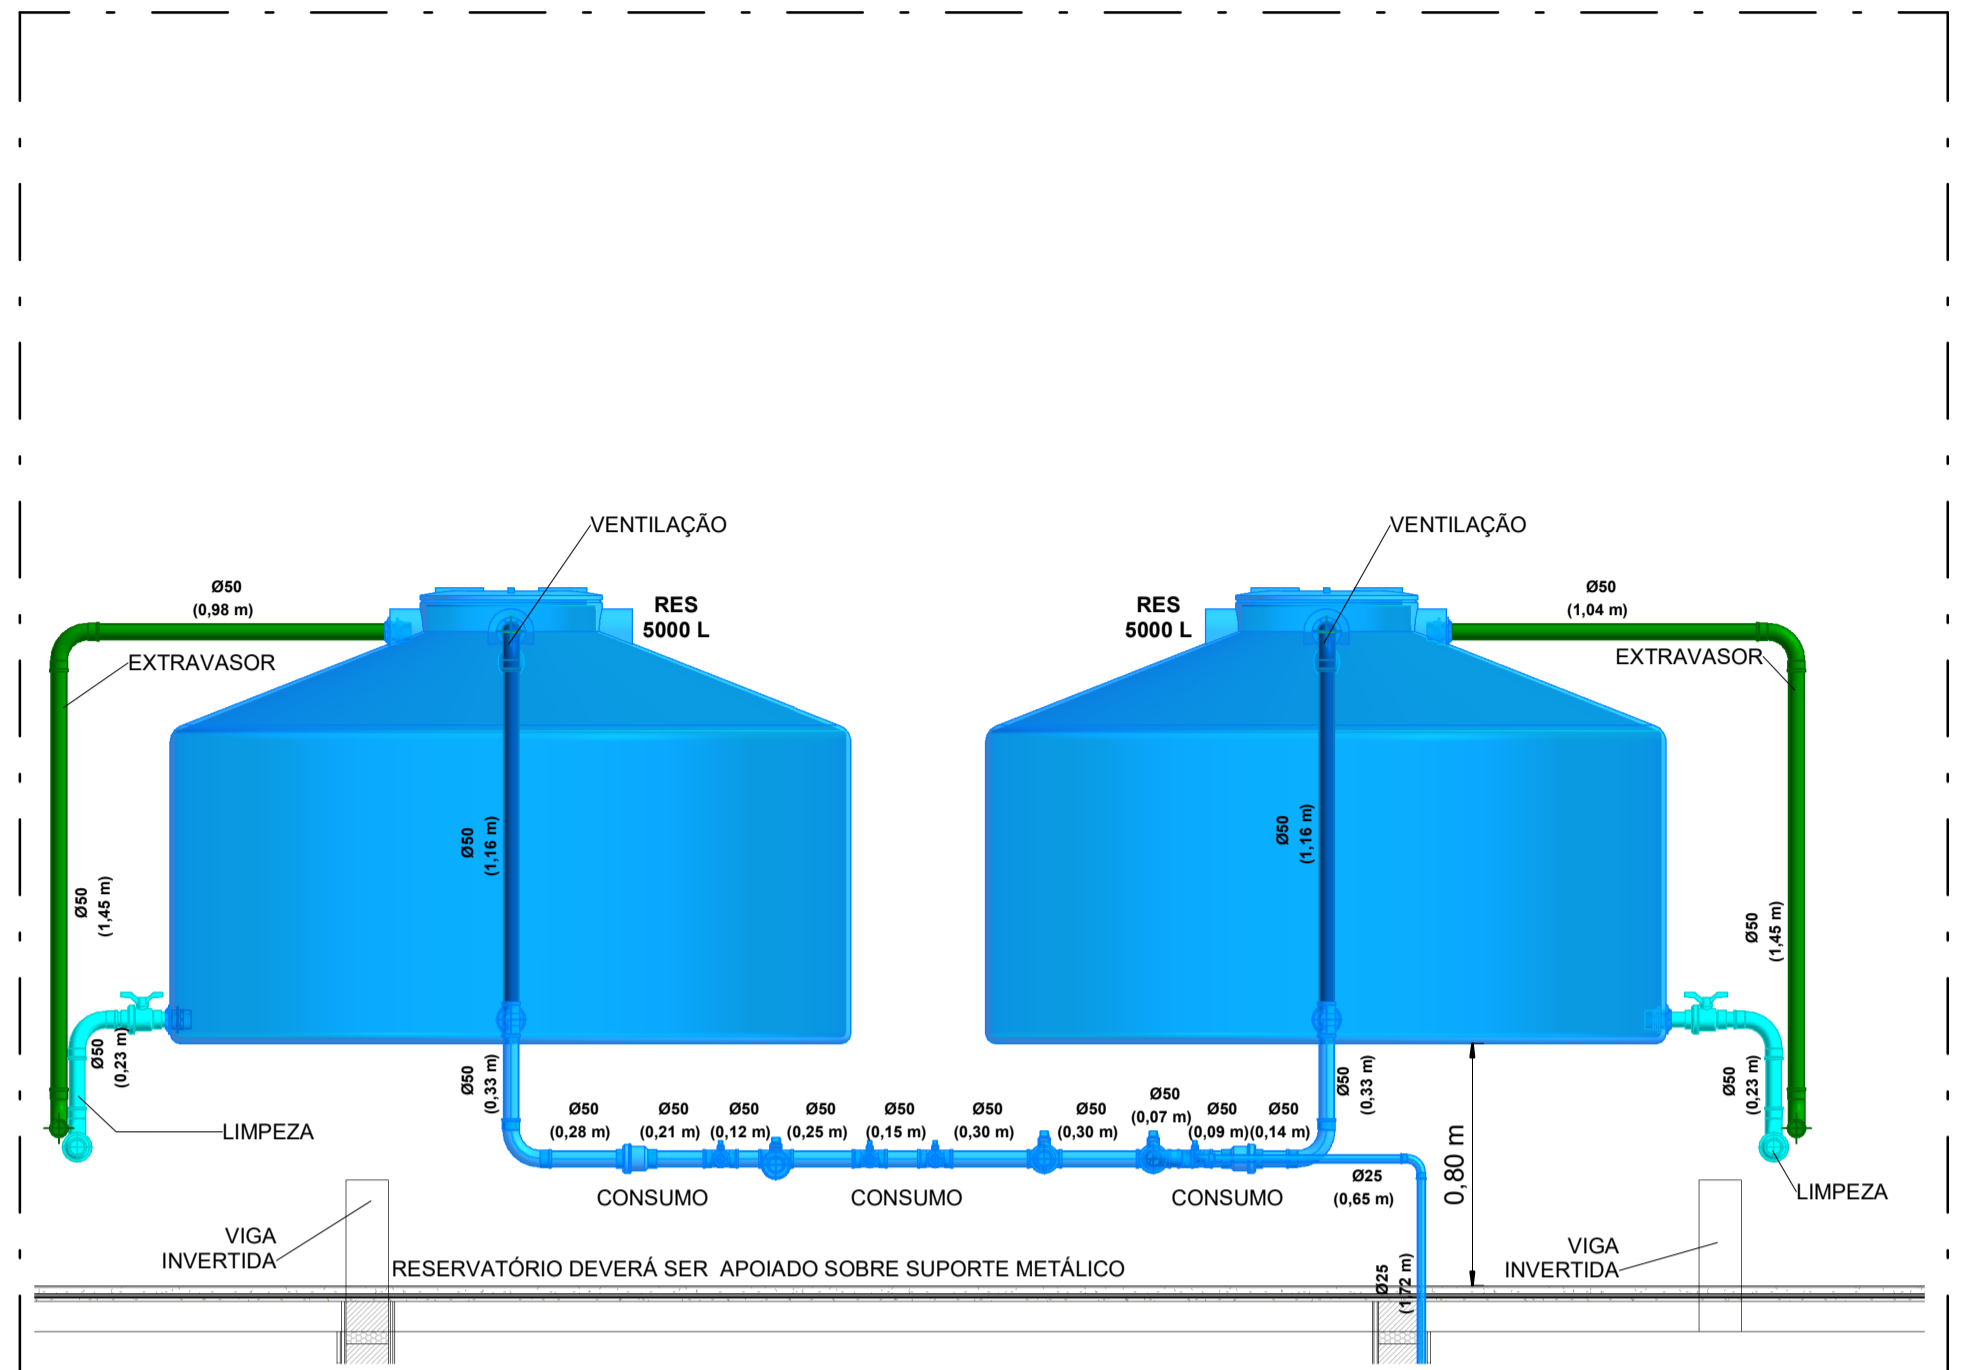 VENTILAÇÃO
VENTILAÇÃO
Ø50
(0,98 m)
RES
5000 L
RES
5000 L
Ø50
(1,04 m)
EXTRAVASOR
EXTRAVASOR
Ø50
(1,16 m)
Ø50
(1,16 m)
Ø50
(1,45 m)
Ø50
(1,45 m)
Ø50
(0,23 m)
Ø50
(0,33 m)
Ø50
(0,33 m)
Ø50
(0,23 m)
LIMPEZA
Ø50
(0,28 m)
Ø50
(0,21 m)
Ø50
(0,12 m)
Ø50
(0,25 m)
Ø50
(0,15 m)
Ø50
(0,30 m)
Ø50
(0,30 m)
Ø50
(0,07 m)
Ø50
(0,09 m)
Ø50
(0,14 m)
0,80 m
CONSUMO
CONSUMO
CONSUMO
Ø25
(0,65 m)
LIMPEZA
VIGA
INVERTIDA
VIGA
INVERTIDA
RESERVATÓRIO DEVERÁ SER APOIADO SOBRE SUPORTE METÁLICO
Ø25
(1,72 m)